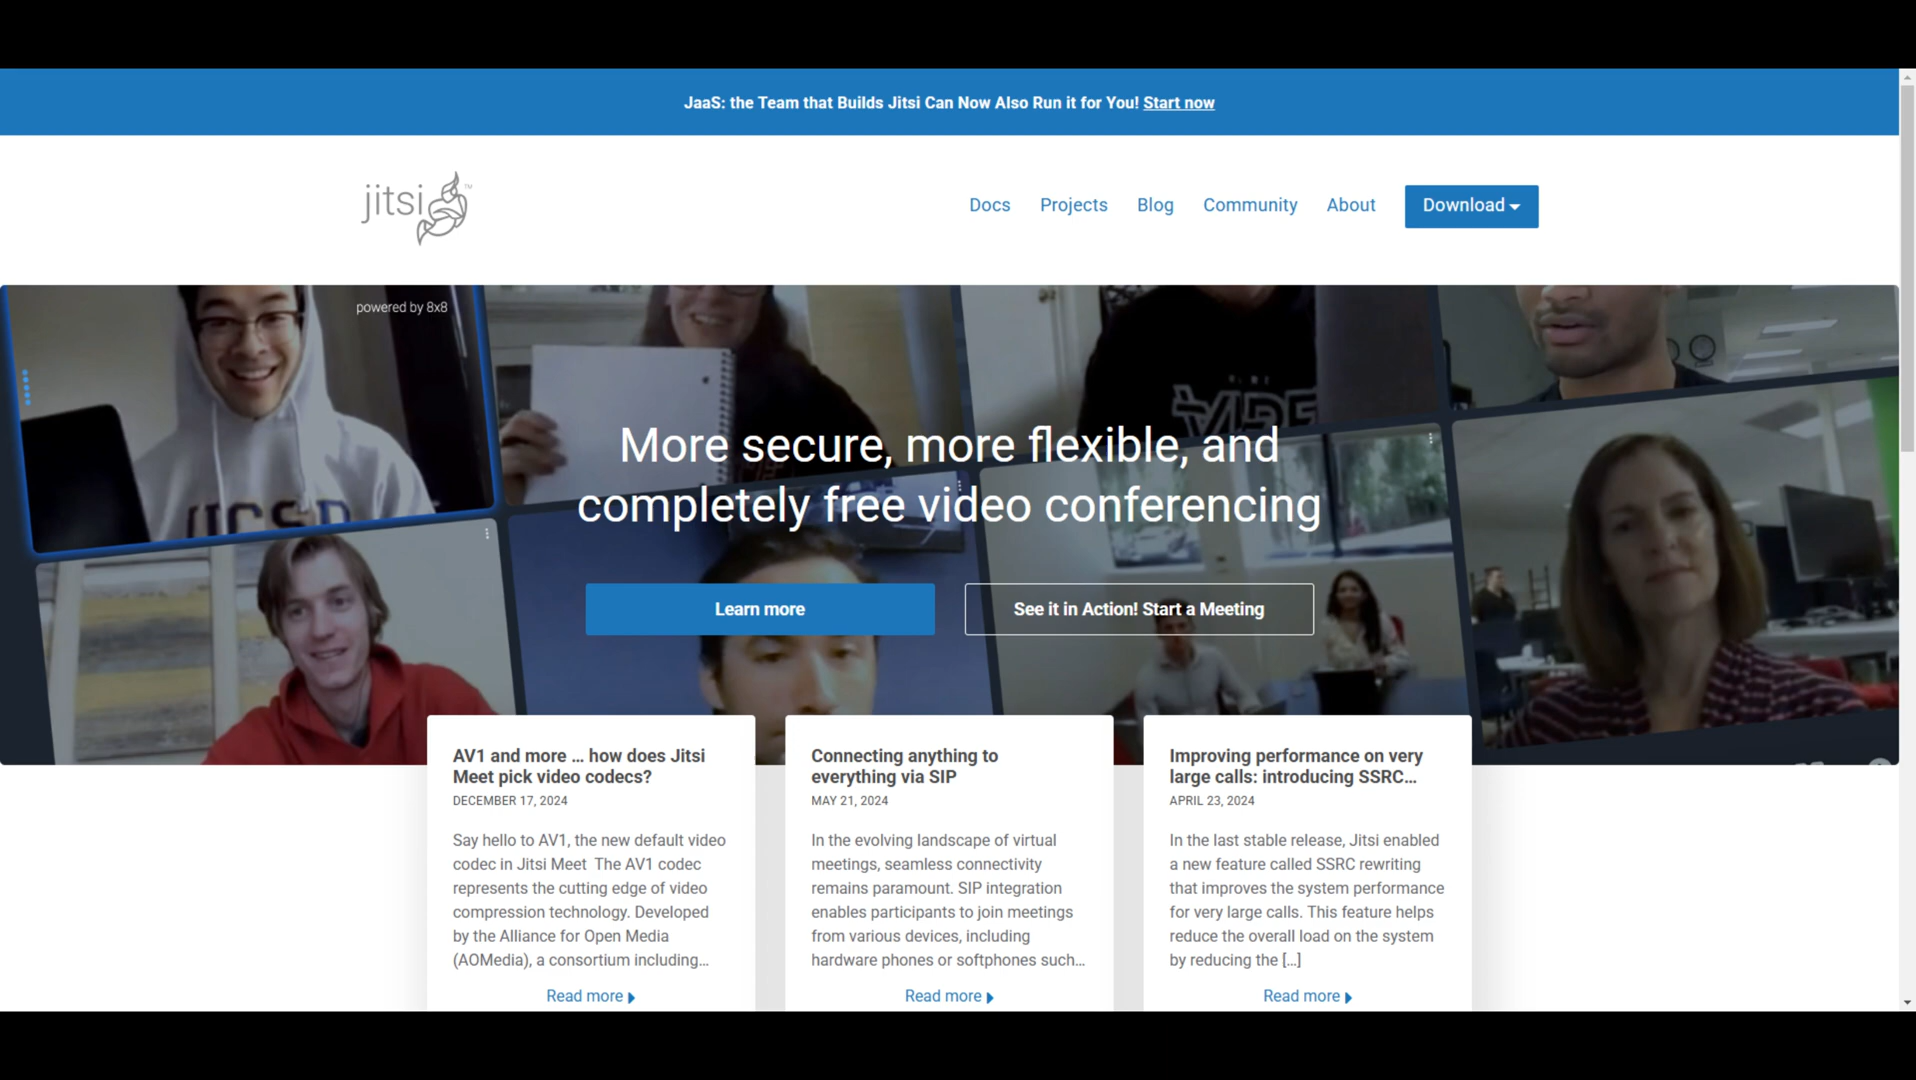 JaaS: the Team that Builds Jitsi Can Now Also Run it for You! Start now
jitsi TM
Docs Projects Blog Community About Download
powered by 8x8
UCSD
More secure, more flexible, and
completely free video conferencing
Learn more
See it in Action! Start a Meeting
AV1 and more ... how does Jitsi
Meet pick video codecs?
DECEMBER 17, 2024
Say hello to AV1, the new default video
codec in Jitsi Meet The AV1 codec
represents the cutting edge of video
compression technology. Developed
by the Alliance for Open Media
(AOMedia), a consortium including...
Read more
Connecting anything to
everything via SIP
MAY 21, 2024
In the evolving landscape of virtual
meetings, seamless connectivity
remains paramount. SIP integration
enables participants to join meetings
from various devices, including
hardware phones or softphones such...
Read more
Improving performance on very
large calls: introducing SSRC...
APRIL 23, 2024
In the last stable release, Jitsi enabled
a new feature called SSRC rewriting
that improves the system performance
for very large calls. This feature helps
reduce the overall load on the system
by reducing the [...]
Read more